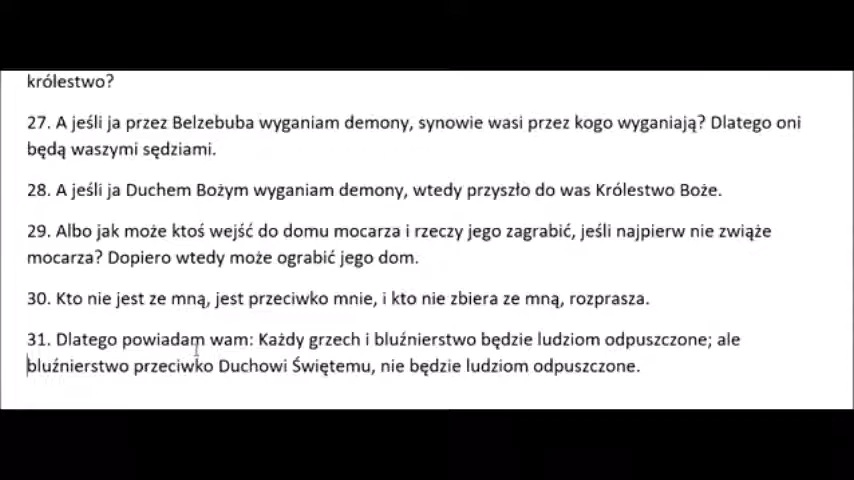 królestwo?
27. A jeśli ja przez Belzebuba wyganiam demony, synowie wasi przez kogo wyganiają? Dlatego oni
będą waszymi sędziami.
28. A jeśli ja Duchem Bożym wyganiam demony, wtedy przyszło do was Królestwo Boże.
29. Albo jak może ktoś wejść do domu mocarza i rzeczy jego zagrabić, jeśli najpierw nie zwiąże
mocarza? Dopiero wtedy może ograbić jego dom.
30. Kto nie jest ze mną, jest przeciwko mnie, i kto nie zbiera ze mną, rozprasza.
31. Dlatego powiadam wam: Każdy grzech i bluźnierstwo będzie ludziom odpuszczone; ale
bluźnierstwo przeciwko Duchowi Świętemu, nie będzie ludziom odpuszczone.